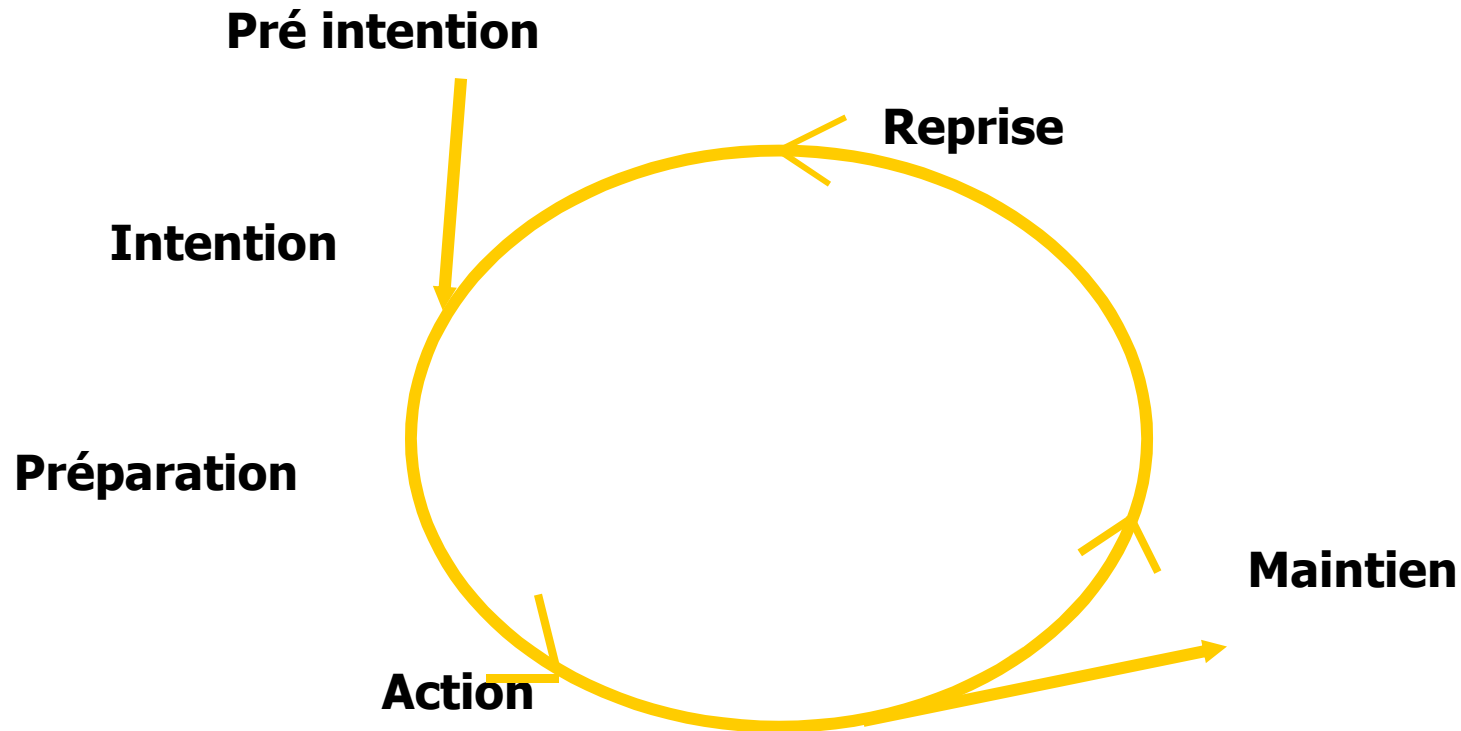 Pré intention
Reprise
Intention
Préparation
Maintien
Action